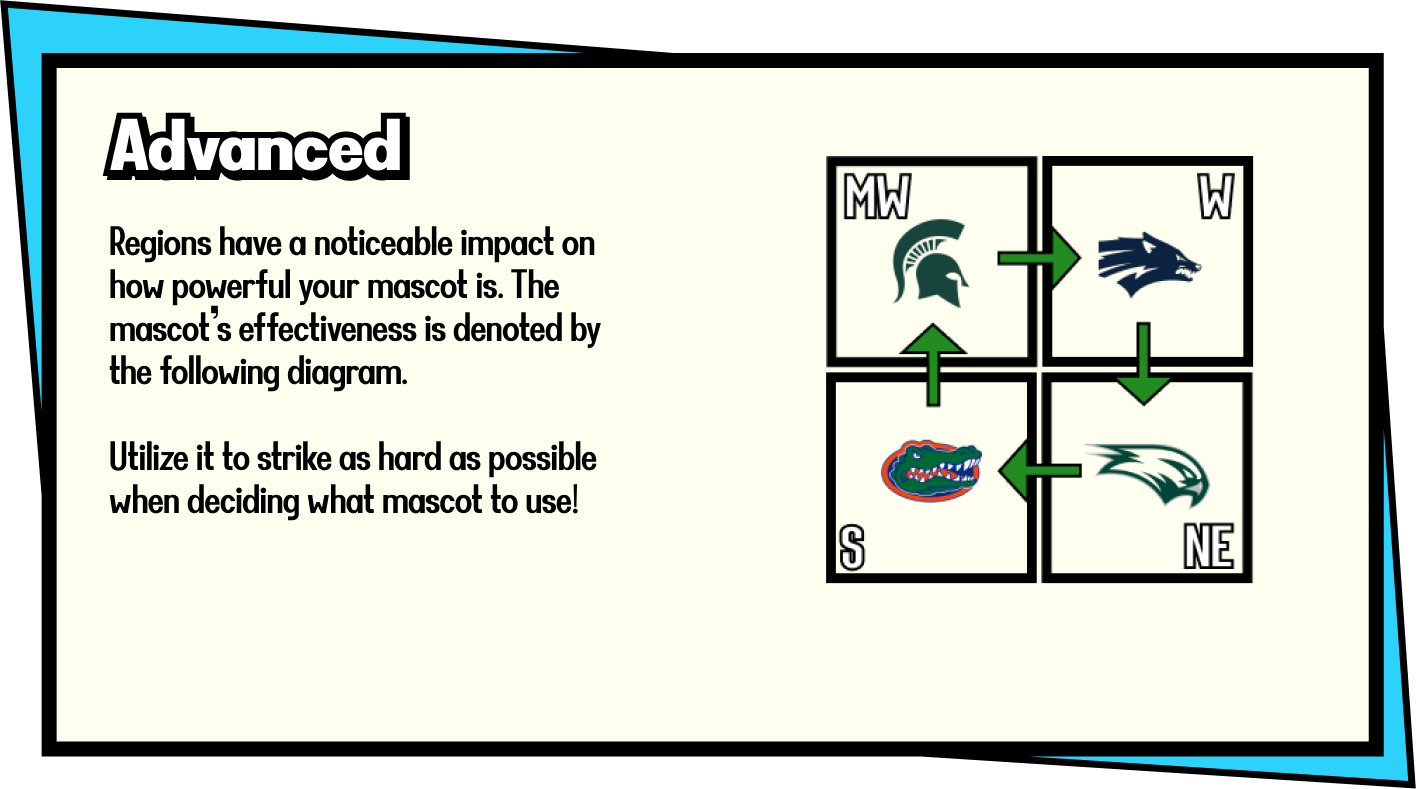 Advanced
Regions have a noticeable impact on
how powerful your mascot is. The
mascot's effectiveness is denoted by
the following diagram.
Utilize it to strike as hard as possible
when deciding what mascot to use!
MW
W
S
NE